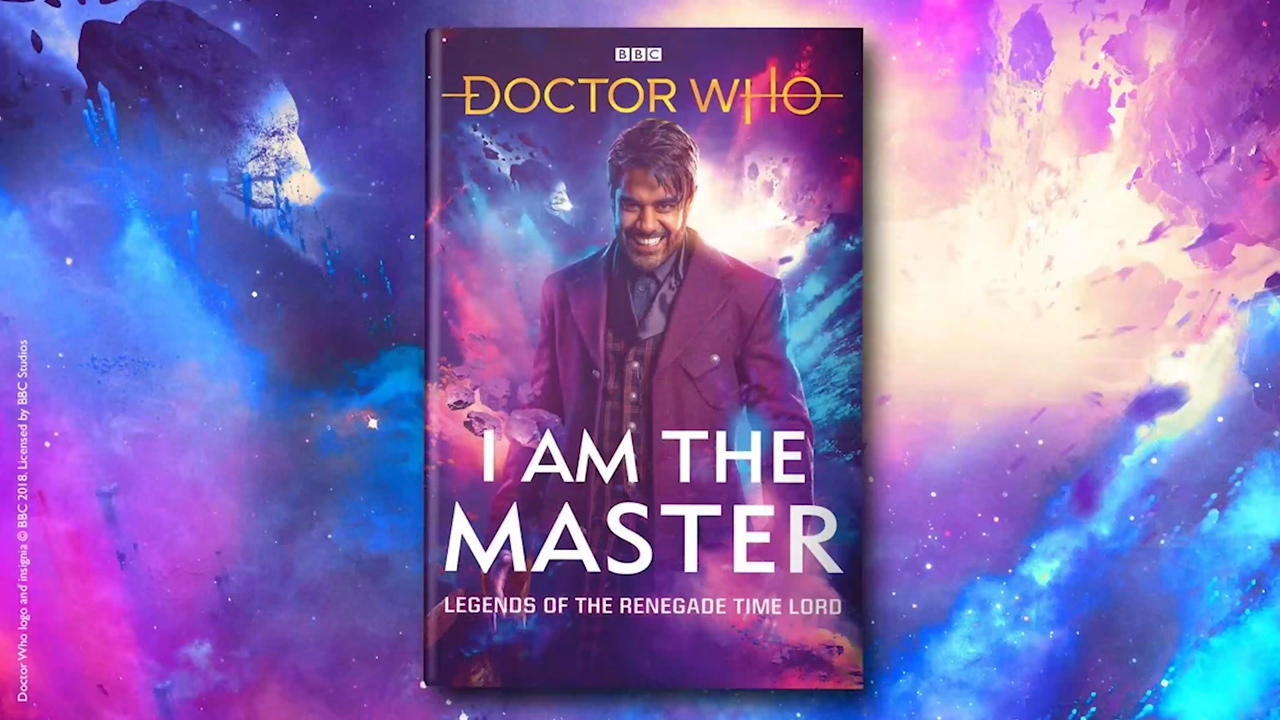 BBC
DOCTOR WHO
I AM THE
MASTER
LEGENDS OF THE RENEGADE TIME LORD
Doctor Who logo and insignia © BBC 2018. Licensed by BBC Studios